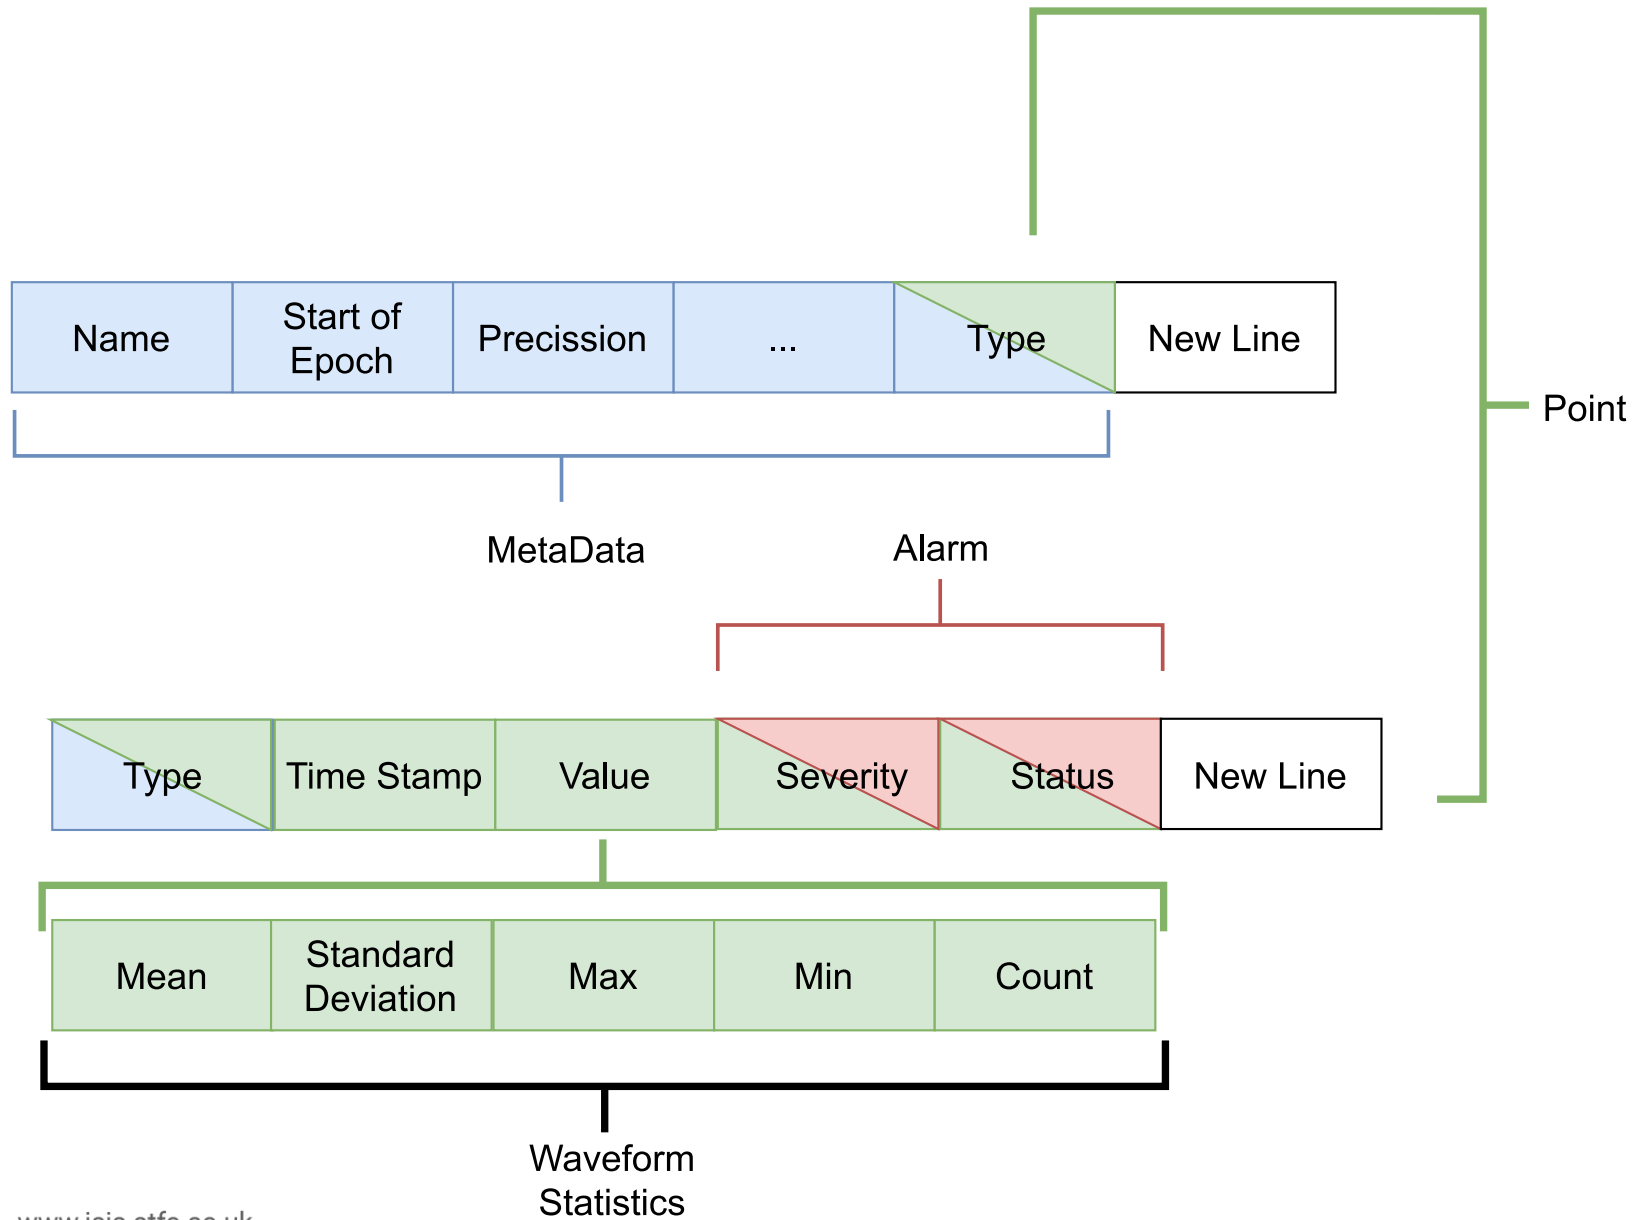 Name
Start of
Epoch
Precission
...
Type
New Line
Point
MetaData
Alarm
Type
Time Stamp
Value
Severity
Status
New Line
Mean
Standard
Deviation
Max
Min
Count
Waveform
Statistics